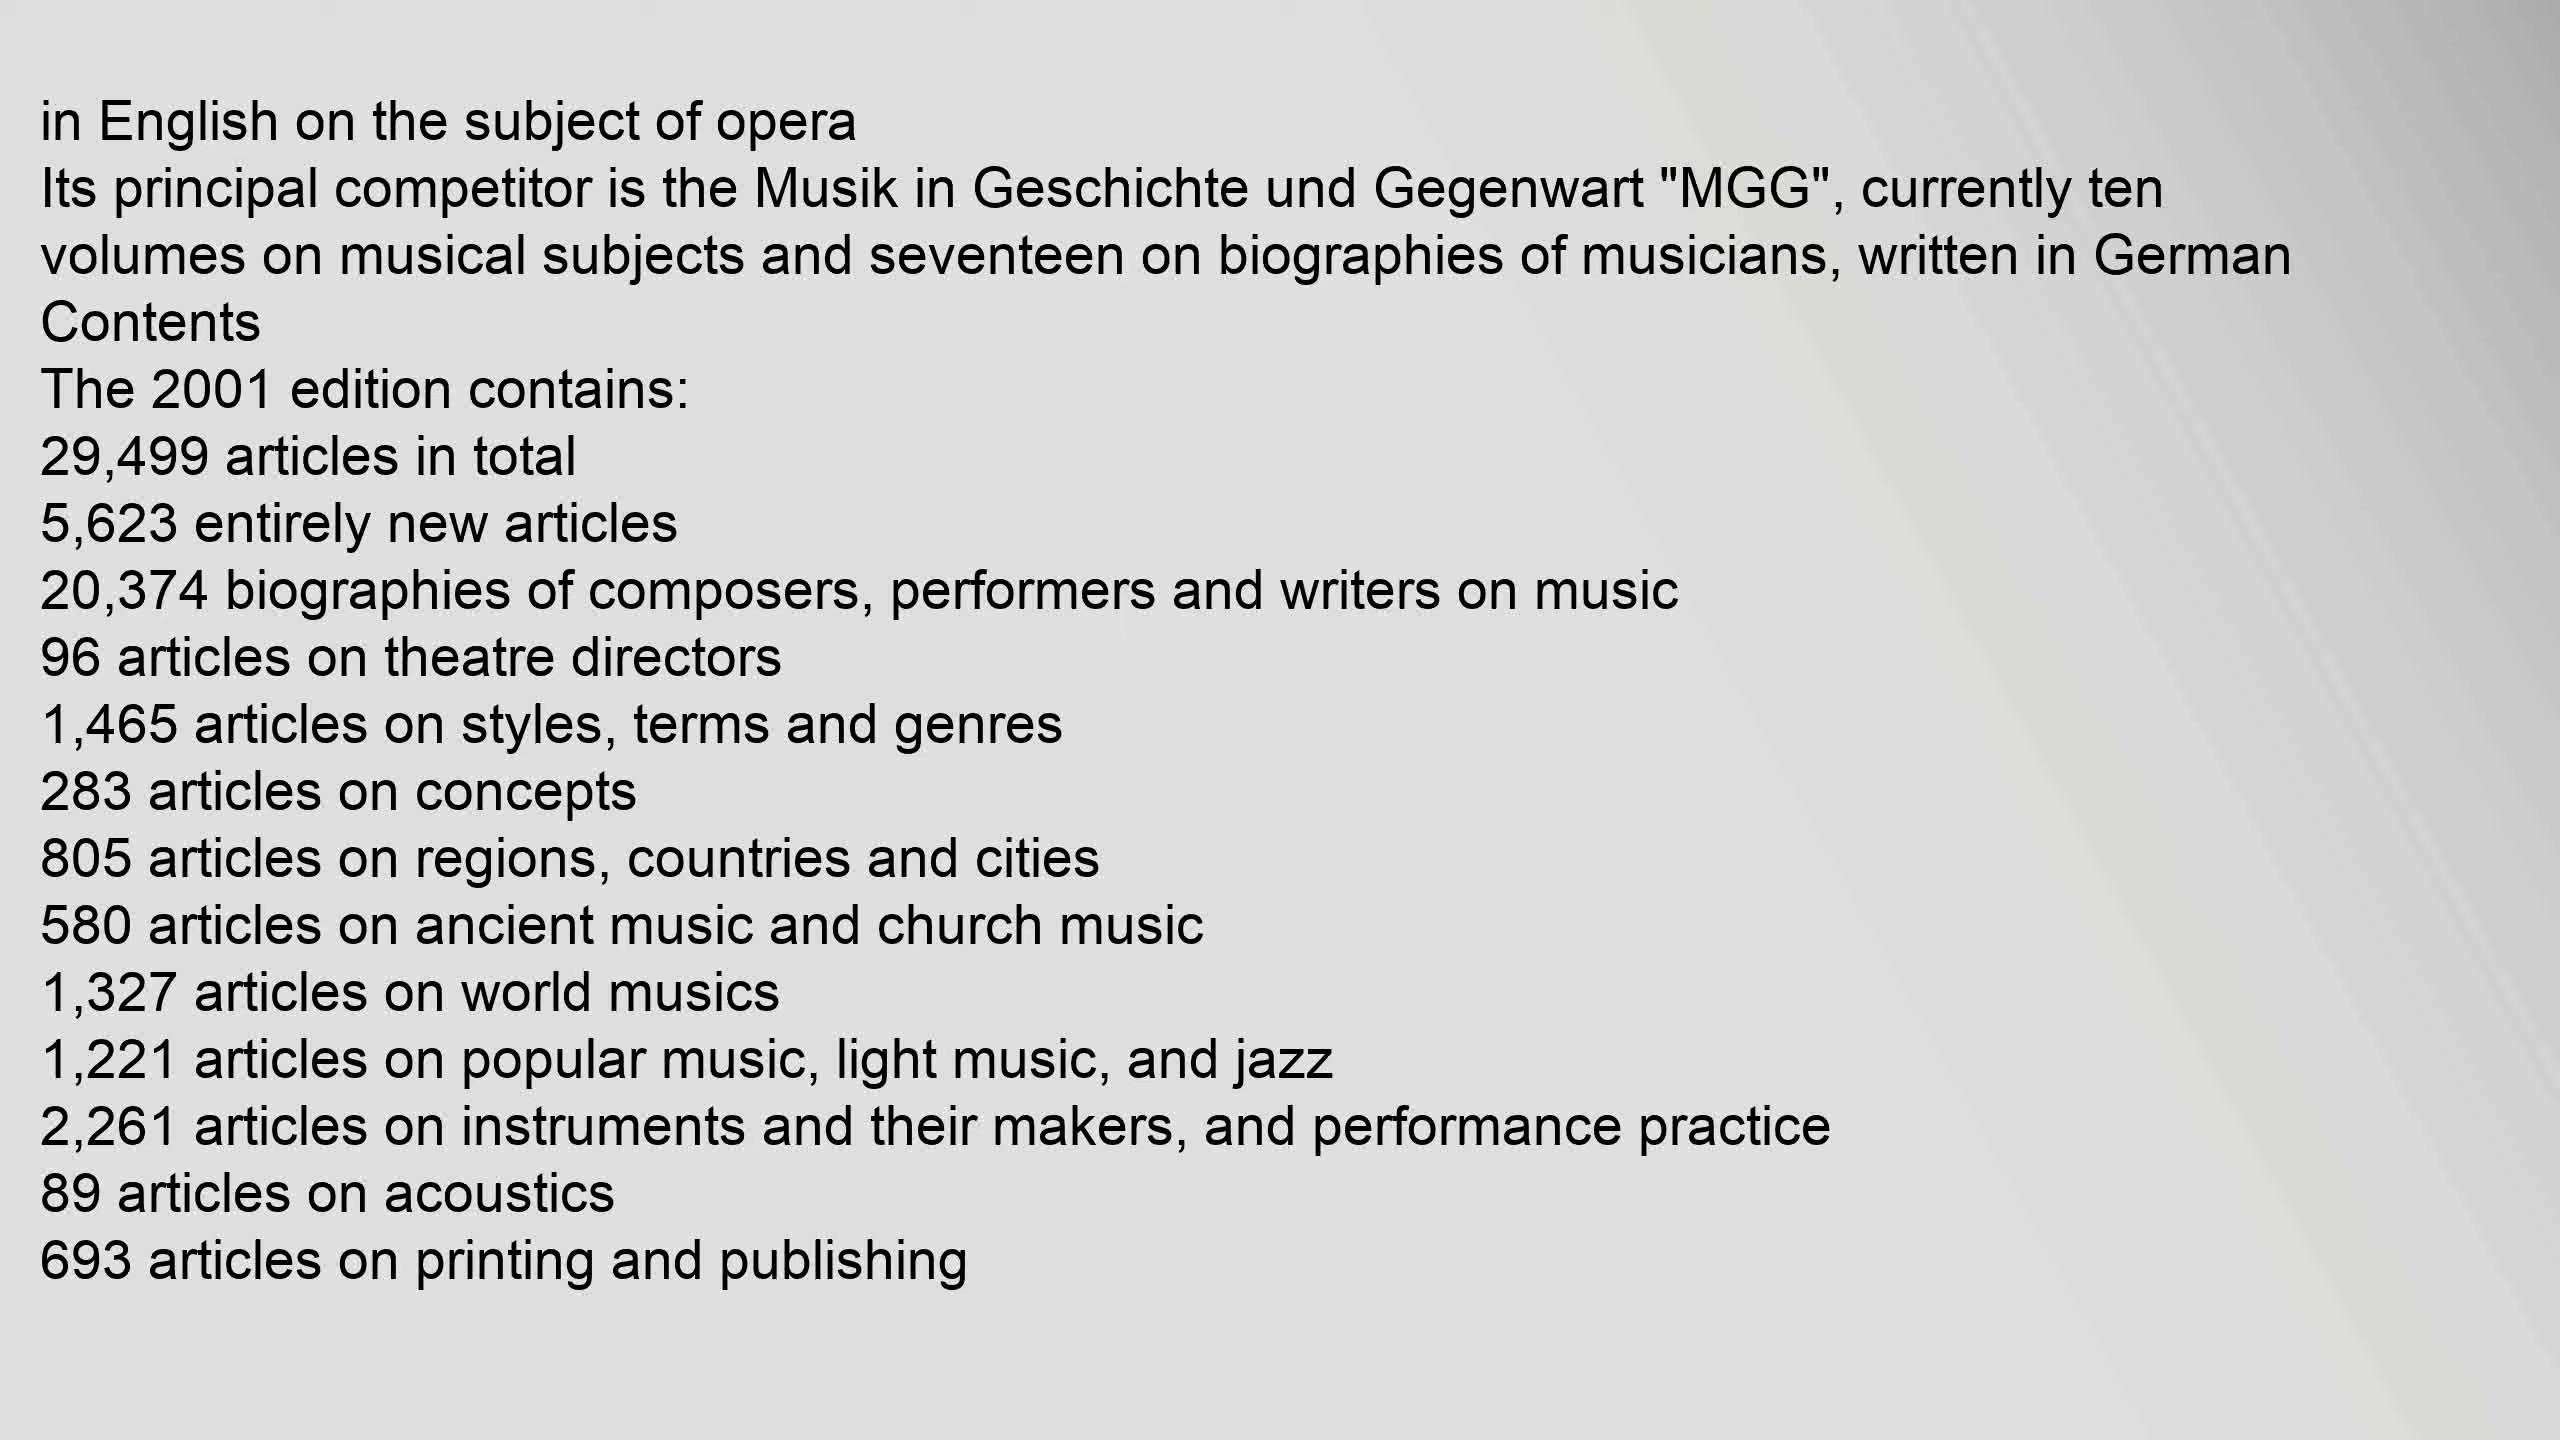 in English on the subject of opera
Its principal competitor is the Musik in Geschichte und Gegenwart "MGG", currently ten
volumes on musical subjects and seventeen on biographies of musicians, written in German
Contents
The 2001 edition contains:
29,499 articles in total
5,623 entirely new articles
20,374 biographies of composers, performers and writers on music
96 articles on theatre directors
1,465 articles on styles, terms and genres
283 articles on concepts
805 articles on regions, countries and cities
580 articles on ancient music and church music
1,327 articles on world musics
1,221 articles on popular music, light music, and jazz
2,261 articles on instruments and their makers, and performance practice
89 articles on acoustics
693 articles on printing and publishing